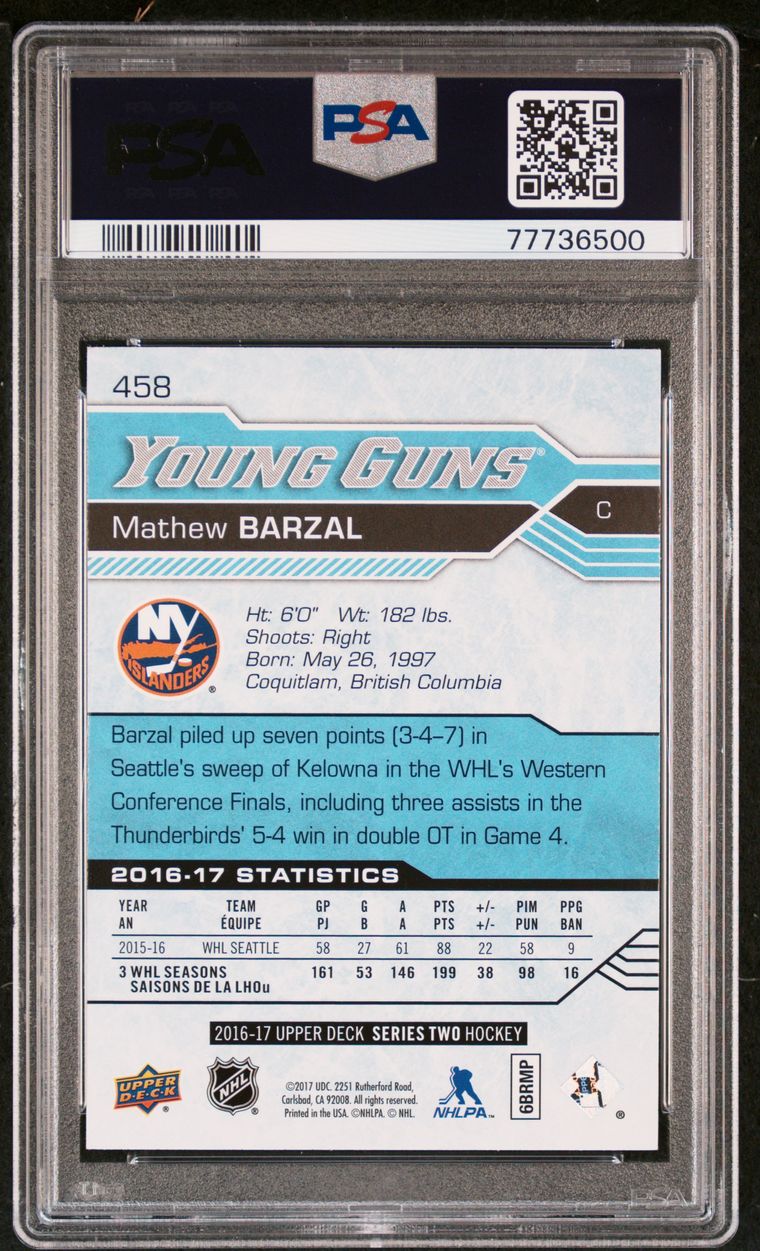 PSA
PSA
77736500
458
YOUNG GUNS®
Mathew BARZAL
C
NY
ISLANDERS
®
Ht: 6'0" Wt: 182 lbs.
Shoots: Right
Born: May 26, 1997
Coquitlam, British Columbia
Barzal piled up seven points (3-4–7) in
Seattle's sweep of Kelowna in the WHL's Western
Conference Finals, including three assists in the
Thunderbirds' 5-4 win in double OT in Game 4.
2016-17 STATISTICS
YEAR TEAM GP G A PTS +/- PIM PPG
AN ÉQUIPE PJ B A PTS +/- PUN BAN
2015-16 WHL SEATTLE 58 27 61 88 22 58 9
3 WHL SEASONS 161 53 146 199 38 98 16
SAISONS DE LA LHOu
2016-17 UPPER DECK SERIES TWO HOCKEY
UPPER
D·E·C·K
®
NHL
®
©2017 UDC. 2251 Rutherford Road,
Carlsbad, CA 92008. All rights reserved.
Printed in the USA. ©NHLPA. © NHL.
NHLPA™
6BRMP
®
PSA